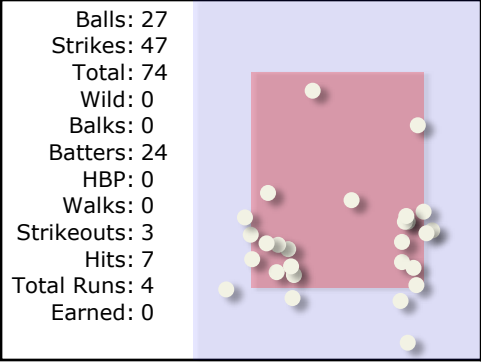 Balls: 27
Strikes: 47
Total: 74
Wild: 0
Balks: 0
Batters: 24
HBP: 0
Walks: 0
Strikeouts: 3
Hits: 7
Total Runs: 4
Earned: 0